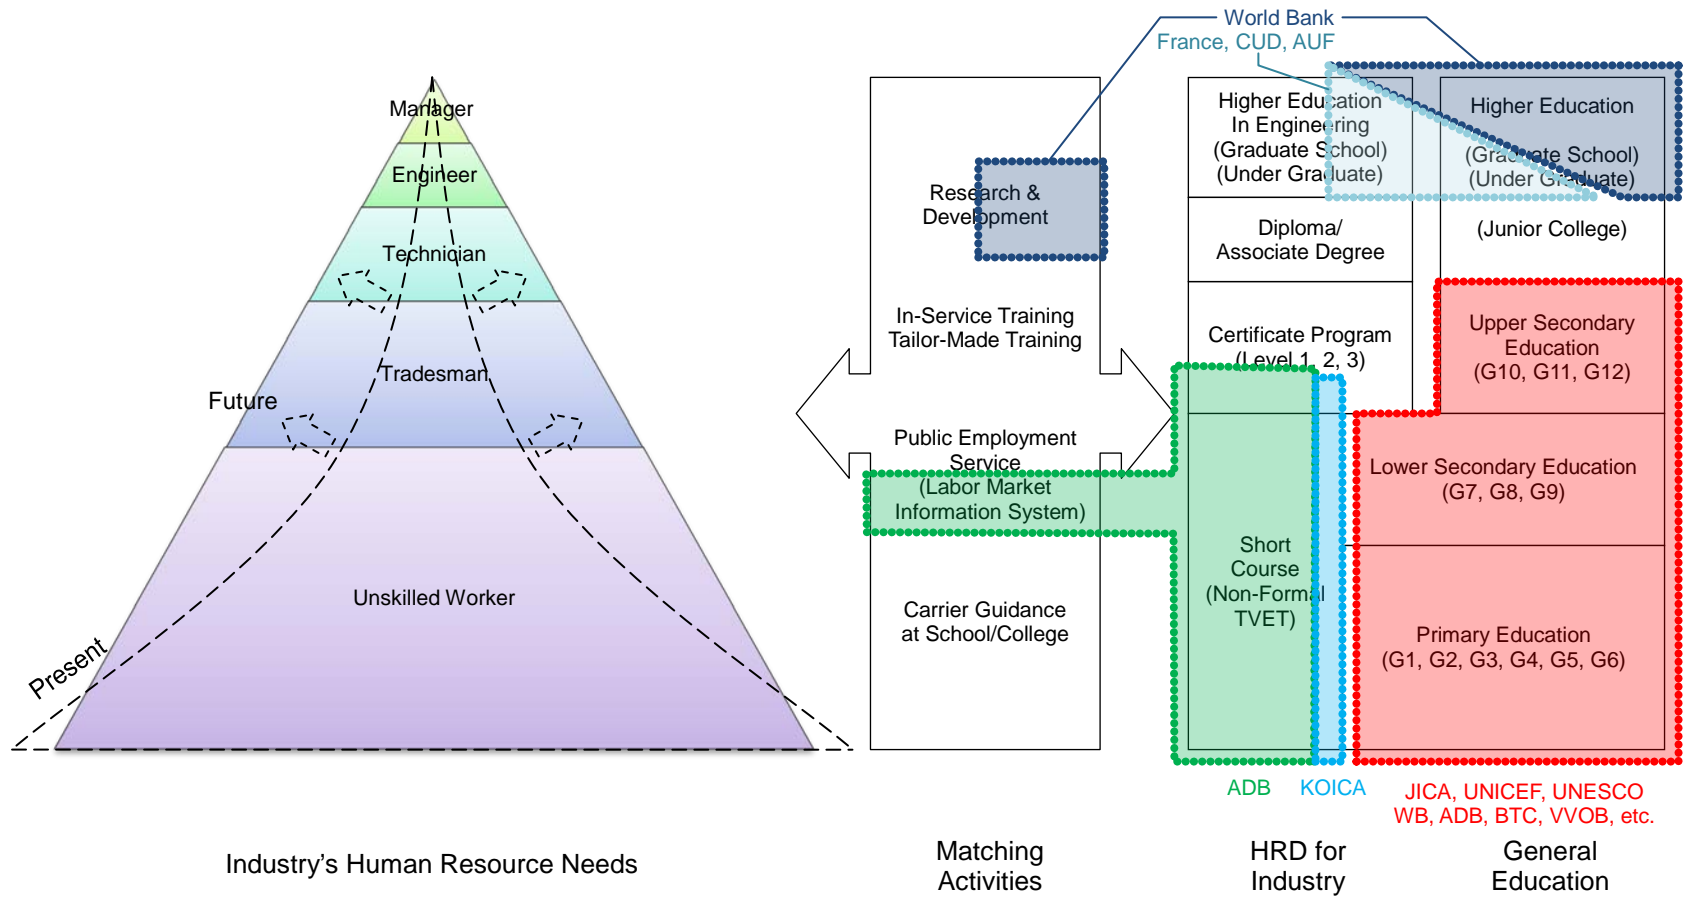 World Bank
France, CUD, AUF
Manager
Engineer
Technician
Tradesman
Future
Unskilled Worker
Present
Industry's Human Resource Needs
Research &
Development
In-Service Training
Tailor-Made Training
Public Employment
Service
(Labor Market
Information System)
Carrier Guidance
at School/College
Matching
Activities
Higher Education
In Engineering
(Graduate School)
(Under Graduate)
Diploma/
Associate Degree
Certificate Program
(Level 1, 2, 3)
Short
Course
(Non-Formal
TVET)
ADB
KOICA
HRD for
Industry
Higher Education
(Graduate School)
(Under Graduate)
(Junior College)
Upper Secondary
Education
(G10, G11, G12)
Lower Secondary Education
(G7, G8, G9)
Primary Education
(G1, G2, G3, G4, G5, G6)
JICA, UNICEF, UNESCO
WB, ADB, BTC, VVOB, etc.
General
Education